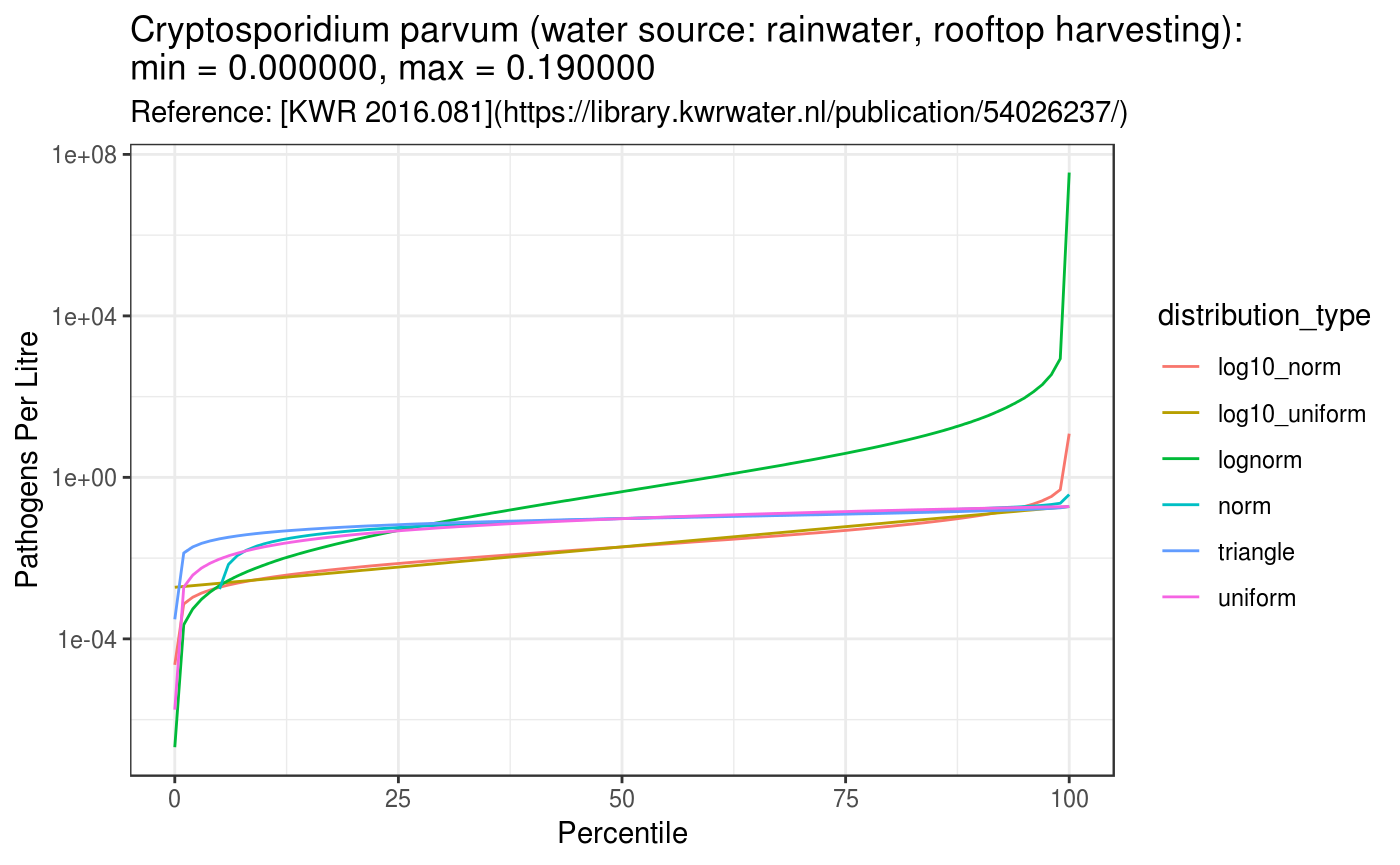 Cryptosporidium parvum (water source: rainwater, rooftop harvesting):
min = 0.000000, max = 0.190000
Reference: [KWR 2016.081](https://library.kwrwater.nl/publication/54026237/)
1e+08
1e+04
1e+00
1e-04
Pathogens Per Litre
0 25 50 75 100
Percentile
distribution_type
log10_norm
log10_uniform
lognorm
norm
triangle
uniform